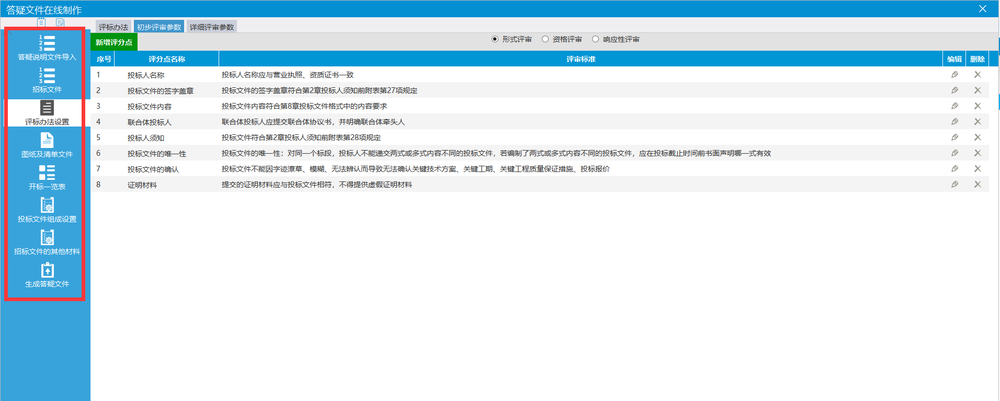 答疑文件在线制作
评标办法 初步评审参数 详细评审参数
新增评分点 形式评审 资格评审 响应性评审
答疑说明文件导入
招标文件
评标办法设置
图纸及清单文件
开标一览表
投标文件组成设置
招标文件的其他材料
生成答疑文件
序号 评分点名称 评审标准 编辑 删除
1 投标人名称 投标人名称应与营业执照、资质证书一致
2 投标文件的签字盖章 投标文件的签字盖章符合第2章投标人须知前附表第27项规定
3 投标文件内容 投标文件内容符合第8章投标文件格式中的内容要求
4 联合体投标人 联合体投标人应提交联合体协议书，并明确联合体牵头人
5 投标人须知 投标文件符合第2章投标人须知前附表第28项规定
6 投标文件的唯一性 投标文件的唯一性：对同一个标段，投标人不能递交两式或多式内容不同的投标文件，若编制了两式或多式内容不同的投标文件，应在投标截止时间前书面声明哪一式有效
7 投标文件的确认 投标文件不能因字迹潦草、模糊、无法辨认而导致无法确认关键技术方案、关键工期、关键工程质量保证措施、投标报价
8 证明材料 提交的证明材料应与投标文件相符，不得提供虚假证明材料